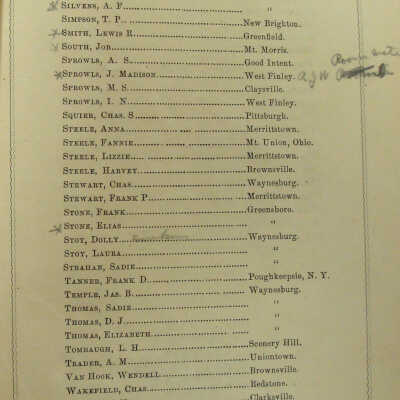 SILVENS, A. F. "
SIMPSON, T. P. New Brighton.
SMITH, LEWIS R. Greenfield.
SOUTH, JOB Mt. Morris.
SPROWLS, A. S. Good Intent.
SPROWLS, J. MADISON West Finley.
SPROWLS, M. S. Claysville.
SPROWLS, I. N. West Finley.
SQUIER, CHAS. S. Pittsburgh.
STEELE, ANNA Merrittstown.
STEELE, FANNIE Mt. Union, Ohio.
STEELE, LIZZIE Merrittstown.
STEELE, HARVEY Brownsville.
STEWART, CHAS. Waynesburg.
STEWART, FRANK P. Merrittstown.
STONE, FRANK Greensboro.
STONE, ELIAS "
STOY, DOLLY Waynesburg.
STOY, LAURA "
STRAHAN, SADIE "
TANNER, FRANK D. Poughkeepsie, N. Y.
TEMPLE, JAS. B. Waynesburg.
THOMAS, SADIE "
THOMAS, D. J. "
THOMAS, ELIZABETH "
TOMBAUGH, L. H. Scenery Hill.
TRADER, A. M. Uniontown.
VAN HOOK, WENDELL Brownsville.
WAKEFIELD, CHAS. Redstone.
Clarksville.